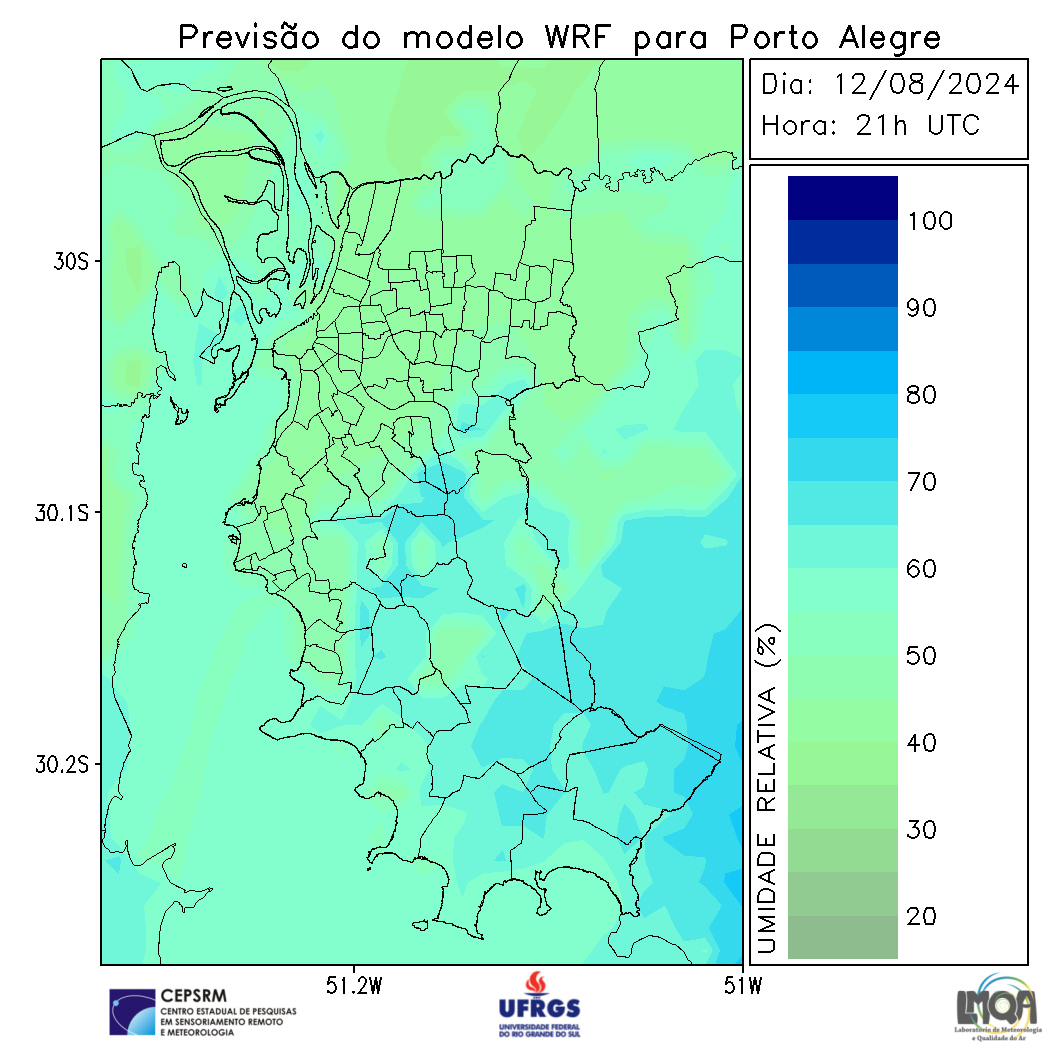 Previsão do modelo WRF para Porto Alegre
Dia: 12/08/2024
Hora: 21h UTC
100
90
80
70
60
50
40
30
20
UMIDADE RELATIVA (%)
30S
30.1S
30.2S
51.2W
51W
CEPSRM
CENTRO ESTADUAL DE PESQUISAS
EM SENSORIAMENTO REMOTO
E METEOROLOGIA
UFRGS
UNIVERSIDADE FEDERAL
DO RIO GRANDE DO SUL
LMQA
Laboratório de Meteorologia
e Qualidade do Ar